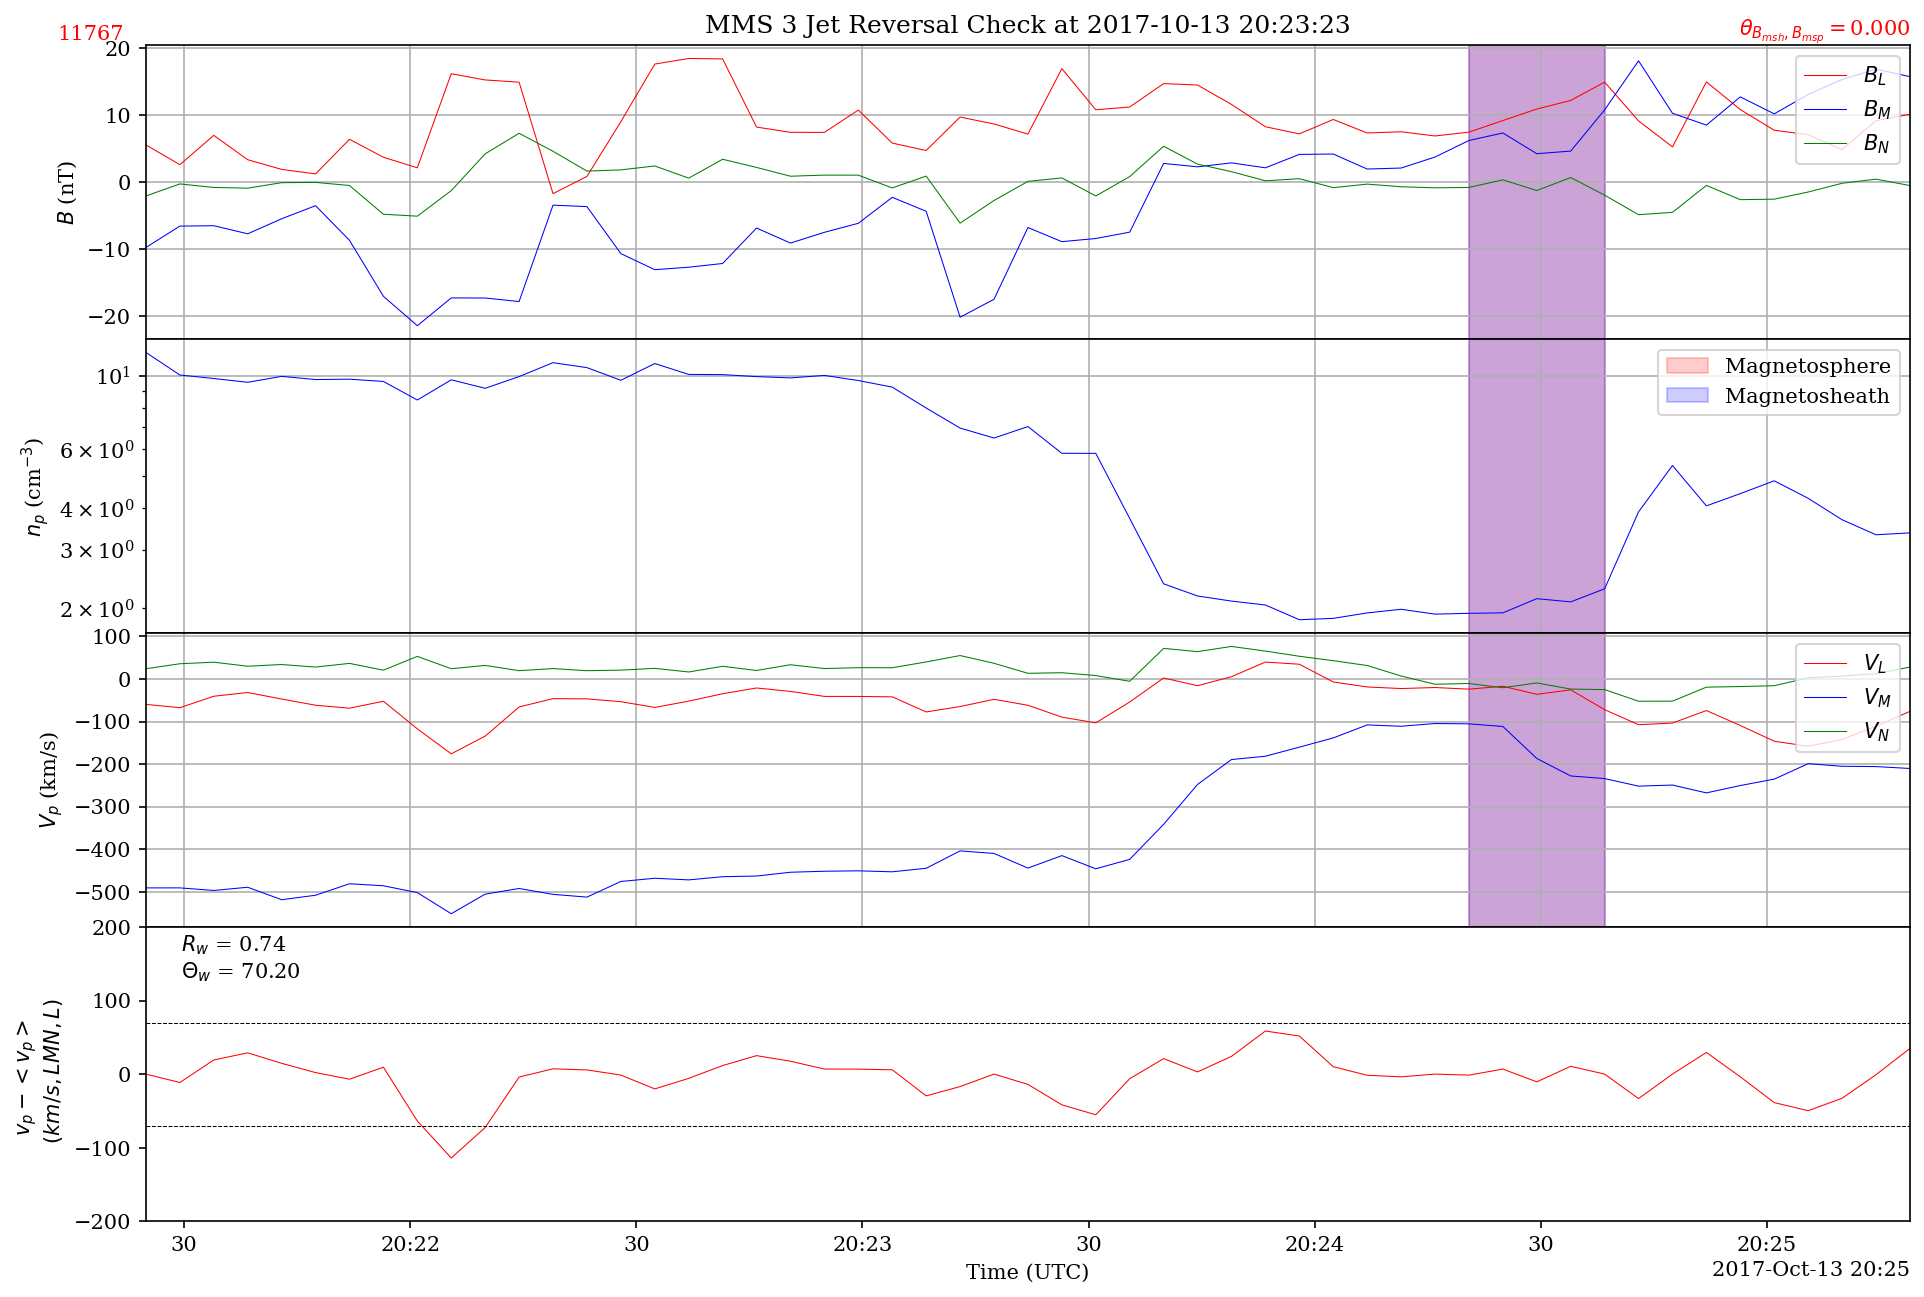 MMS 3 Jet Reversal Check at 2017-10-13 20:23:23
11767
θ_{B_{msh}, B_{msp}} = 0.000
20
10
0
−10
−20
B (nT)
B_L
B_M
B_N
10^1
6 × 10^0
4 × 10^0
3 × 10^0
2 × 10^0
n_p (cm^{−3})
Magnetosphere
Magnetosheath
100
0
−100
−200
−300
−400
−500
V_p (km/s)
V_L
V_M
V_N
200
100
0
−100
−200
v_p − < v_p >
(km/s, LMN, L)
R_w = 0.74
Θ_w = 70.20
30 20:22 30 20:23 30 20:24 30 20:25
Time (UTC)
2017-Oct-13 20:25